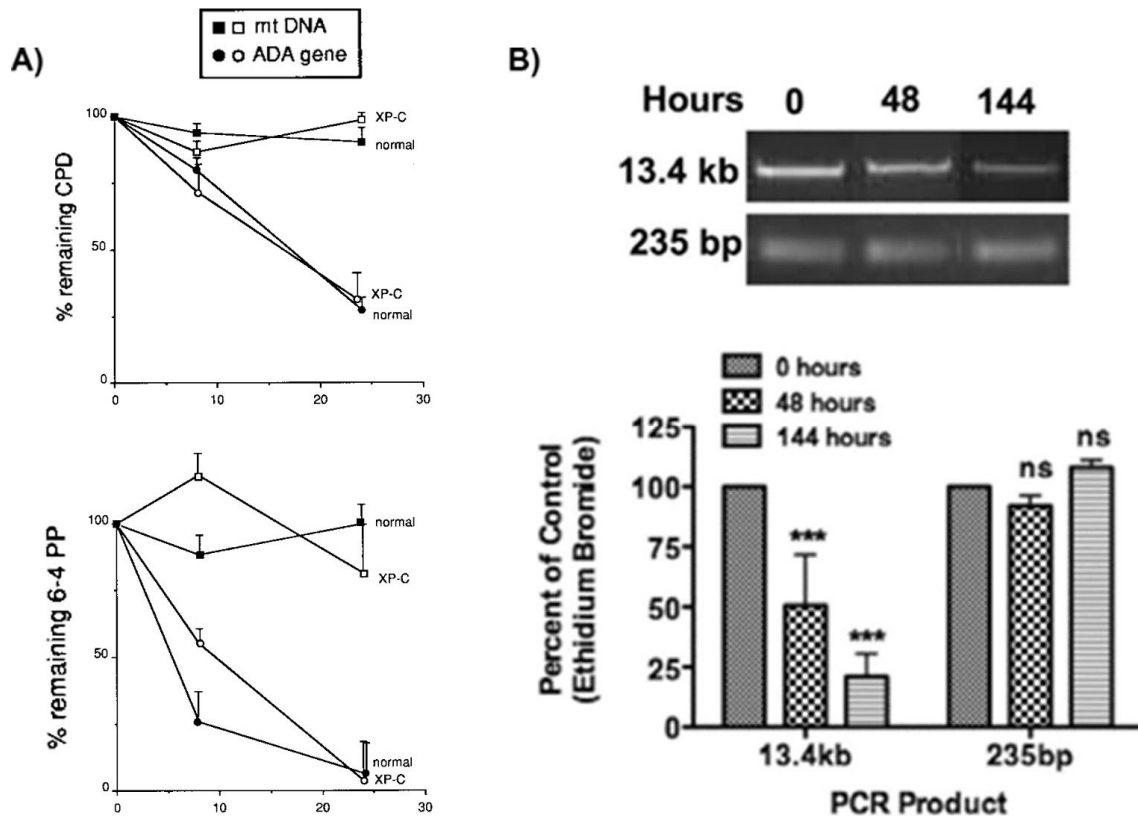 A)
mt DNA
ADA gene
% remaining CPD
100
50
0
XP-C
normal
XP-C
normal
0
10
20
30
% remaining 6-4 PP
100
50
0
normal
XP-C
normal
XP-C
0
10
20
30
B)
Hours 0 48 144
13.4 kb
235 bp
0 hours
48 hours
144 hours
Percent of Control
(Ethidium Bromide)
125
100
75
50
25
0
***
***
ns
ns
13.4kb 235bp
PCR Product